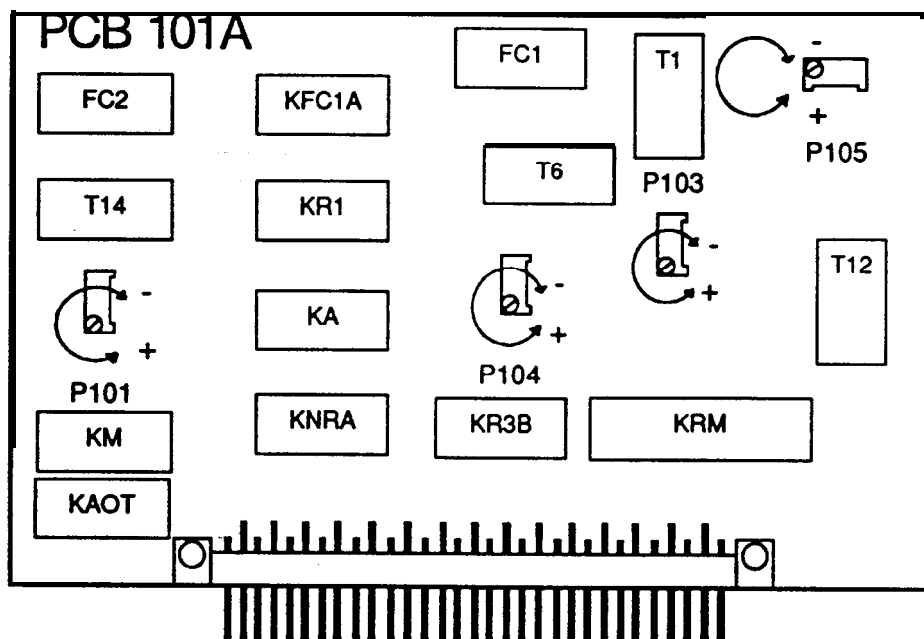 PCB 101A
FC1
T1
-
FC2
KFC1A
+
P105
T6
P103
T14
KR1
-
+
T12
-
+
P101
KA
-
+
P104
KM
KNRA
KR3B
KRM
KAOT